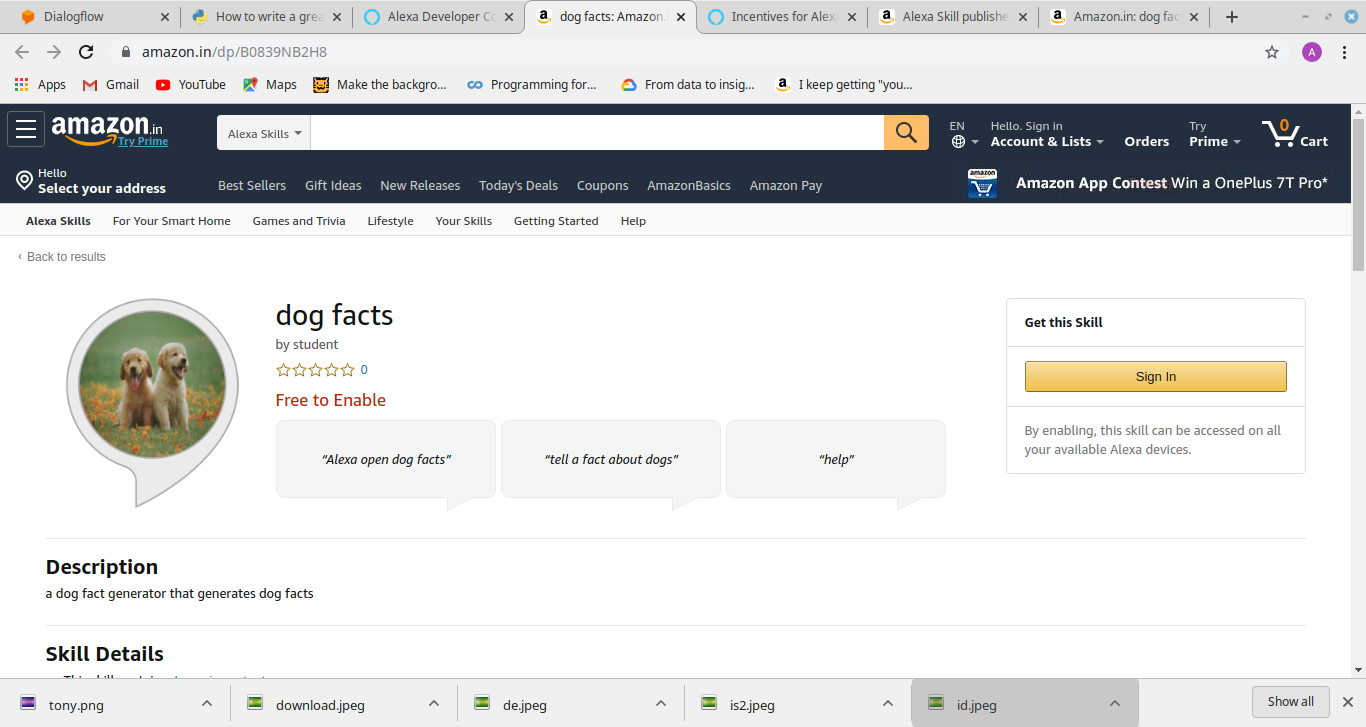 Dialogflow
How to write a grea
Alexa Developer Co
dog facts: Amazon.
Incentives for Alexa
Alexa Skill publishe
Amazon.in: dog fac
amazon.in/dp/B0839NB2H8
A
Apps
Gmail
YouTube
Maps
Make the backgro...
Programming for...
From data to insig...
I keep getting "you...
amazon.in
Try Prime
Alexa Skills
EN
Hello. Sign in
Account & Lists
Orders
Try
Prime
0
Cart
Hello
Select your address
Best Sellers
Gift Ideas
New Releases
Today's Deals
Coupons
AmazonBasics
Amazon Pay
amazon
Amazon App Contest Win a OnePlus 7T Pro*
Alexa Skills
For Your Smart Home
Games and Trivia
Lifestyle
Your Skills
Getting Started
Help
‹ Back to results
dog facts
by student
0
Free to Enable
“Alexa open dog facts”
“tell a fact about dogs”
“help”
Get this Skill
Sign In
By enabling, this skill can be accessed on all
your available Alexa devices.
Description
a dog fact generator that generates dog facts
Skill Details
tony.png
download.jpeg
de.jpeg
is2.jpeg
id.jpeg
Show all